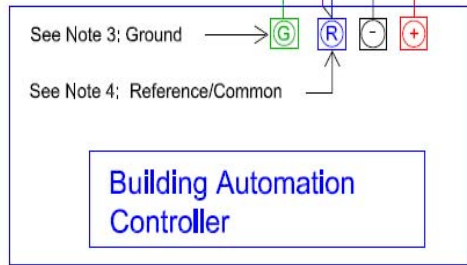 See Note 3: Ground G R - +
See Note 4; Reference/Common
Building Automation
Controller